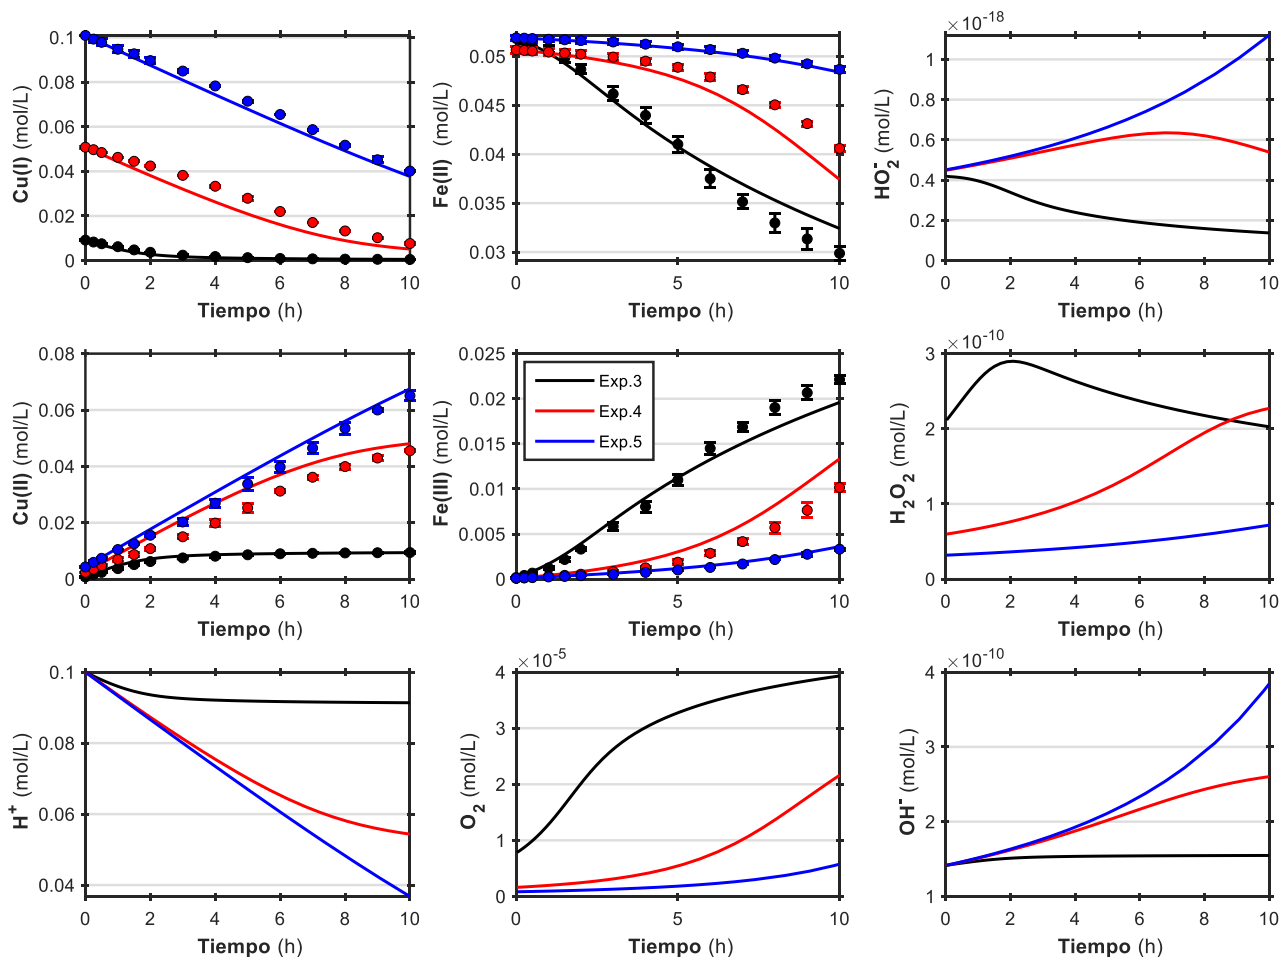 Cu(I) (mol/L)
0.1
0.08
0.06
0.04
0.02
0
0 2 4 6 8 10
Tiempo (h)
Fe(II) (mol/L)
0.05
0.045
0.04
0.035
0.03
0 5 10
Tiempo (h)
×10⁻¹⁸
HO₂⁻ (mol/L)
1
0.8
0.6
0.4
0.2
0
0 2 4 6 8 10
Tiempo (h)
Cu(II) (mol/L)
0.08
0.06
0.04
0.02
0
0 2 4 6 8 10
Tiempo (h)
Fe(III) (mol/L)
0.025
0.02
0.015
0.01
0.005
0
0 5 10
Tiempo (h)
Exp.3
Exp.4
Exp.5
×10⁻¹⁰
H₂O₂ (mol/L)
3
2
1
0
0 2 4 6 8 10
Tiempo (h)
H⁺ (mol/L)
0.1
0.08
0.06
0.04
0 2 4 6 8 10
Tiempo (h)
×10⁻⁵
O₂ (mol/L)
4
3
2
1
0
0 5 10
Tiempo (h)
×10⁻¹⁰
OH⁻ (mol/L)
4
3
2
1
0 2 4 6 8 10
Tiempo (h)